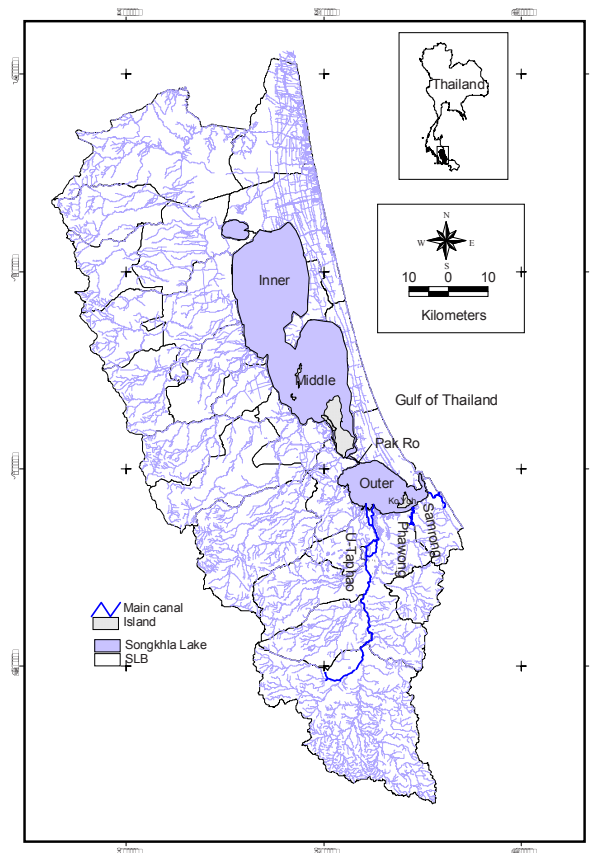 Thailand
N
W E
S
10 0 10
Kilometers
Inner
Middle
Gulf of Thailand
Pak Ro
Outer
U-Taphao
Phawong
Samrong
Main canal
Island
Songkhla Lake
SLB